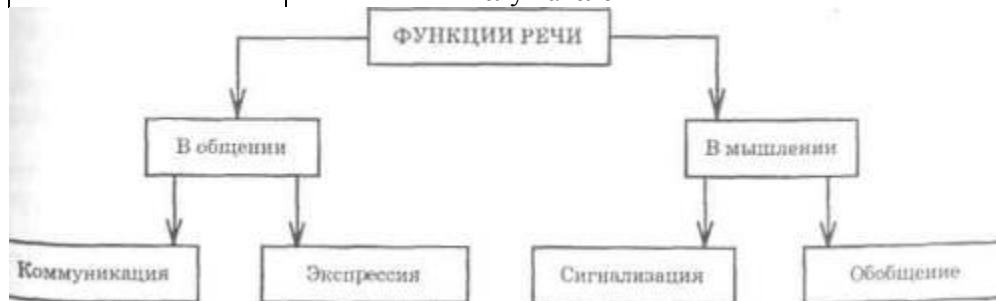 ФУНКЦИИ РЕЧИ
В общении
В мышлении
Коммуникация
Экспрессия
Сигнализация
Обобщение